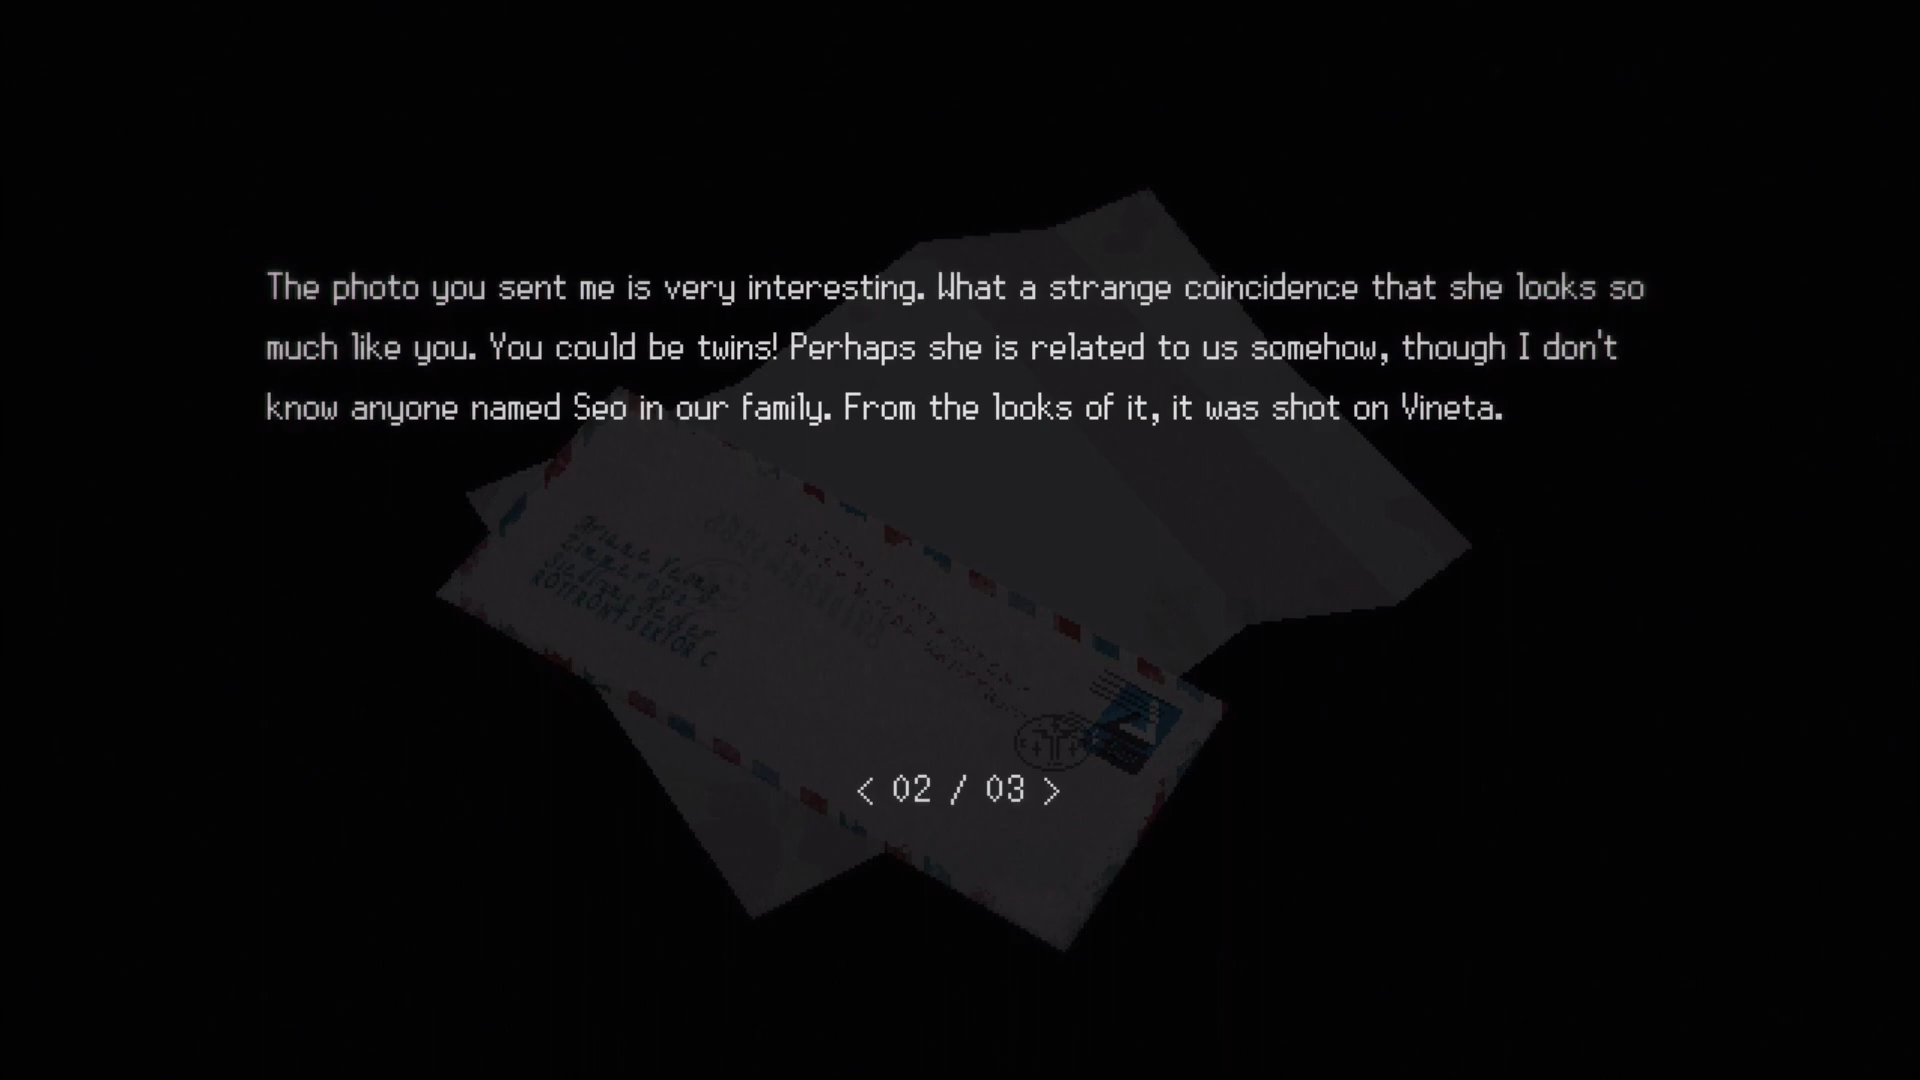 The photo you sent me is very interesting. What a strange coincidence that she looks so
much like you. You could be twins! Perhaps she is related to us somehow, though I don't
know anyone named Seo in our family. From the looks of it, it was shot on Vineta.
ROTFRONT SEKTOR C
< 02 / 03 >